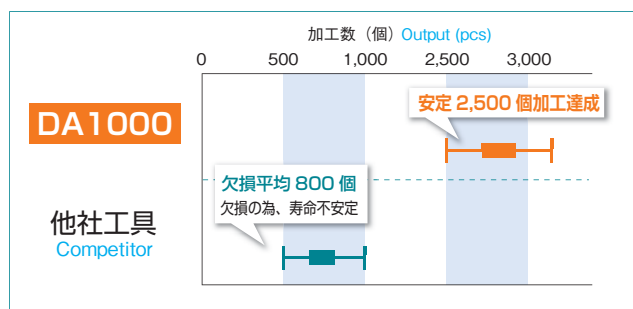 加工数（個） Output (pcs)
0 500 1,000 2,500 3,000
DA1000
安定 2,500 個加工達成
欠損平均 800 個
欠損の為、寿命不安定
他社工具
Competitor